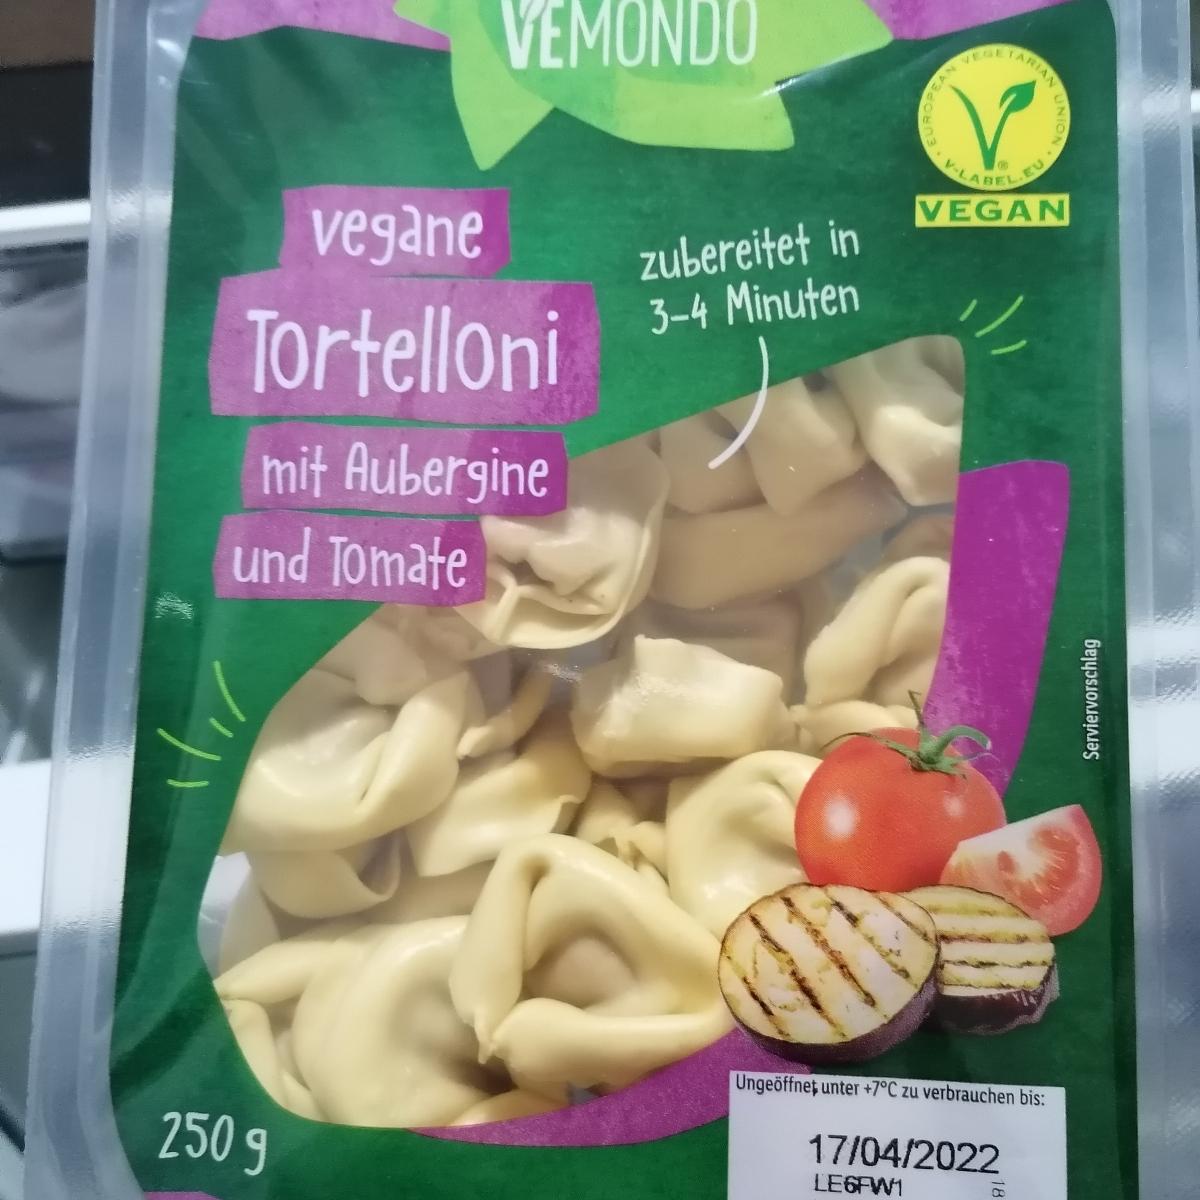 VEMONDO
EUROPEAN VEGETARIAN UNION
V-LABEL.EU
VEGAN
vegane
Tortelloni
mit Aubergine
und Tomate
zubereitet in
3-4 Minuten
Serviervorschlag
250 g
Ungeöffnet unter +7°C zu verbrauchen bis:
17/04/2022
LE6FW1
18